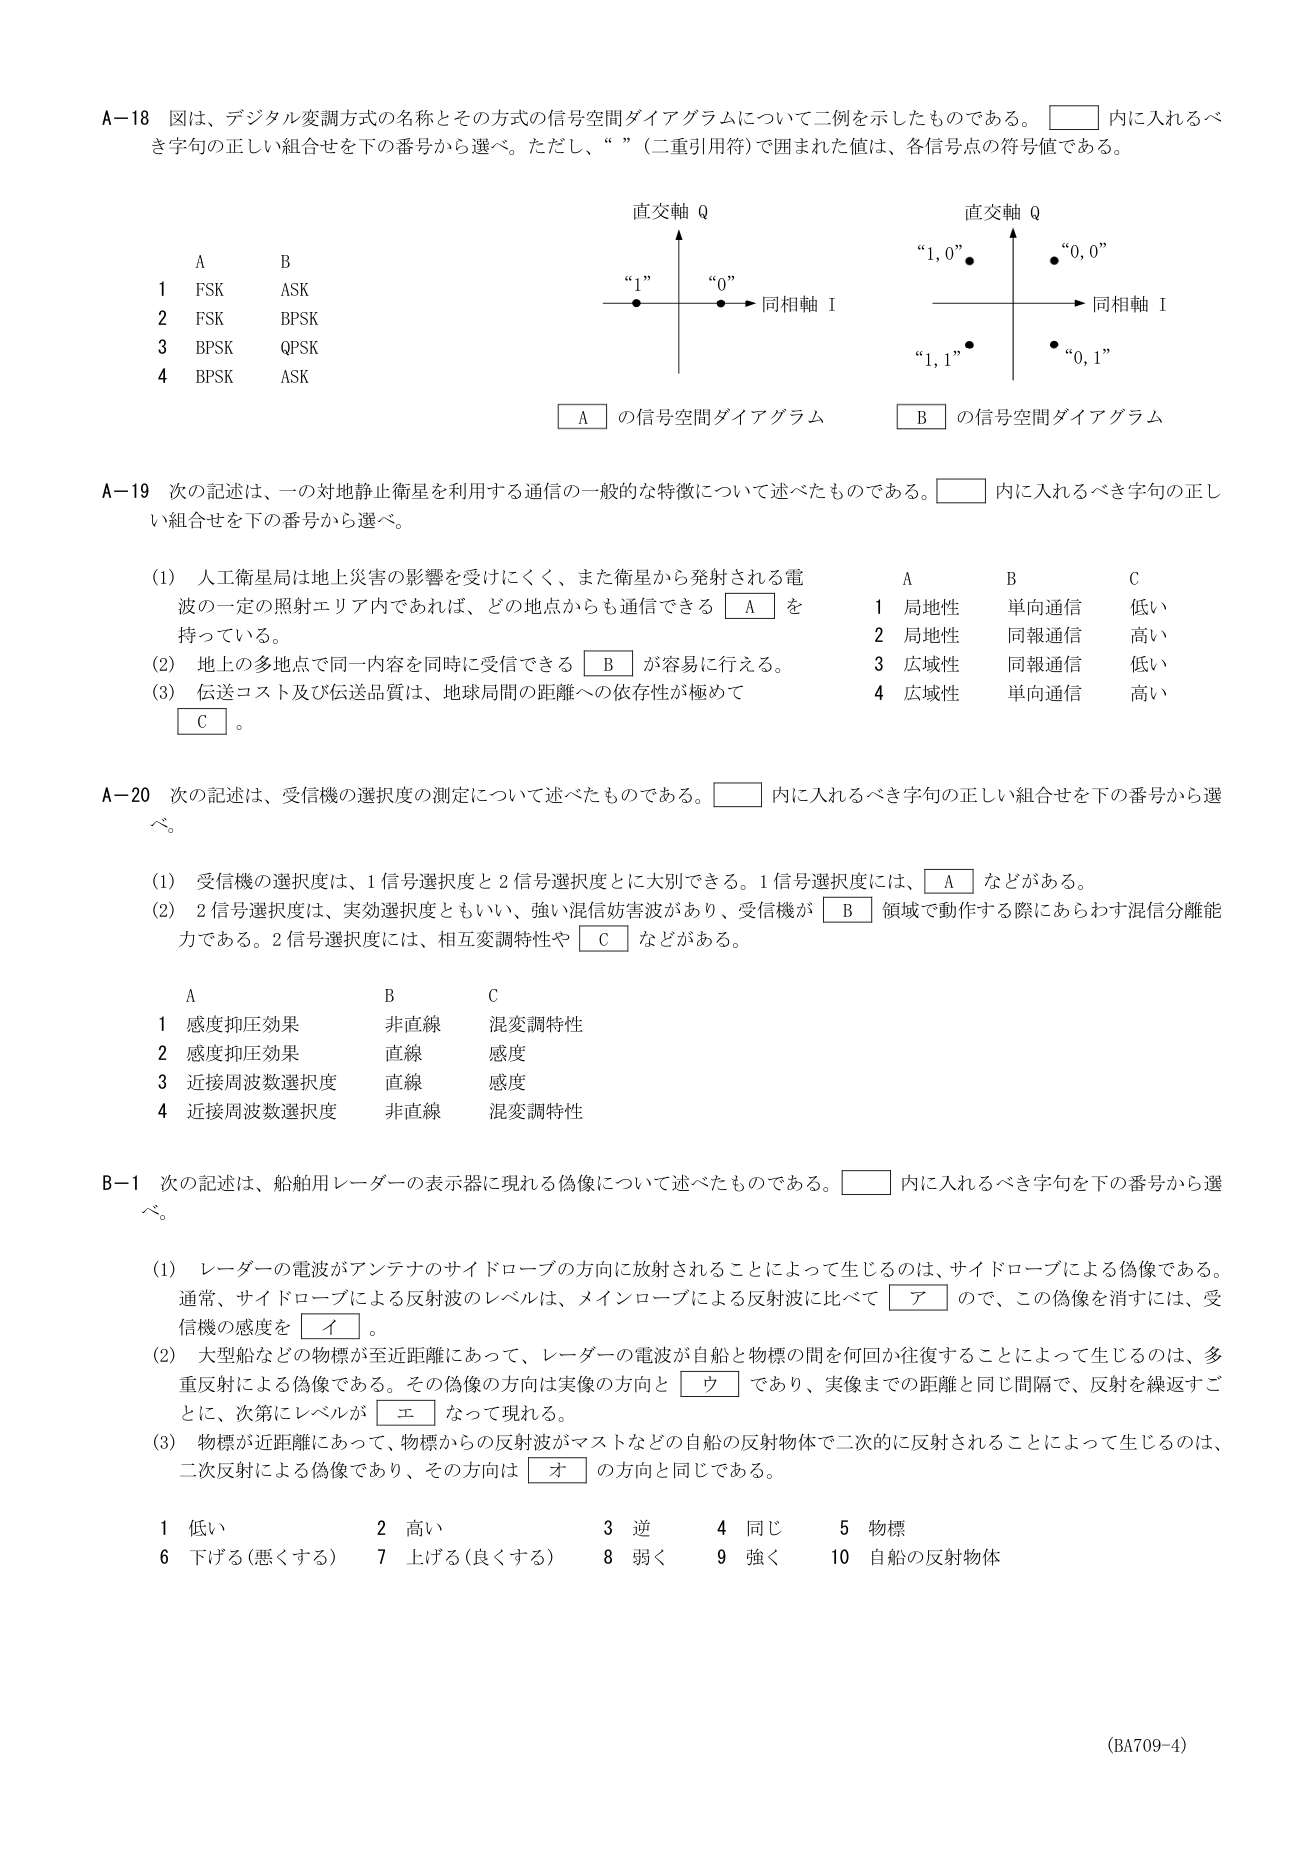 A－18　図は、デジタル変調方式の名称とその方式の信号空間ダイアグラムについて二例を示したものである。 内に入れるべ
き字句の正しい組合せを下の番号から選べ。ただし、“ ”（二重引用符）で囲まれた値は、各信号点の符号値である。
A B
1 FSK ASK
2 FSK BPSK
3 BPSK QPSK
4 BPSK ASK
直交軸 Q
“1” “0”
同相軸 I
A の信号空間ダイアグラム
直交軸 Q
“1, 0” “0, 0”
同相軸 I
“1, 1” “0, 1”
B の信号空間ダイアグラム
A－19　次の記述は、一の対地静止衛星を利用する通信の一般的な特徴について述べたものである。 内に入れるべき字句の正し
い組合せを下の番号から選べ。
(1)　人工衛星局は地上災害の影響を受けにくく、また衛星から発射される電
波の一定の照射エリア内であれば、どの地点からも通信できる A を
持っている。
(2)　地上の多地点で同一内容を同時に受信できる B が容易に行える。
(3)　伝送コスト及び伝送品質は、地球局間の距離への依存性が極めて
C 。
A B C
1 局地性 単向通信 低い
2 局地性 同報通信 高い
3 広域性 同報通信 低い
4 広域性 単向通信 高い
A－20　次の記述は、受信機の選択度の測定について述べたものである。 内に入れるべき字句の正しい組合せを下の番号から選
べ。
(1)　受信機の選択度は、1 信号選択度と 2 信号選択度とに大別できる。1 信号選択度には、 A などがある。
(2)　2 信号選択度は、実効選択度ともいい、強い混信妨害波があり、受信機が B 領域で動作する際にあらわす混信分離能
力である。2 信号選択度には、相互変調特性や C などがある。
A B C
1 感度抑圧効果 非直線 混変調特性
2 感度抑圧効果 直線 感度
3 近接周波数選択度 直線 感度
4 近接周波数選択度 非直線 混変調特性
B－1　次の記述は、船舶用レーダーの表示器に現れる偽像について述べたものである。 内に入れるべき字句を下の番号から選
べ。
(1)　レーダーの電波がアンテナのサイドローブの方向に放射されることによって生じるのは、サイドローブによる偽像である。
通常、サイドローブによる反射波のレベルは、メインローブによる反射波に比べて ア ので、この偽像を消すには、受
信機の感度を イ 。
(2)　大型船などの物標が至近距離にあって、レーダーの電波が自船と物標の間を何回か往復することによって生じるのは、多
重反射による偽像である。その偽像の方向は実像の方向と ウ であり、実像までの距離と同じ間隔で、反射を繰返すご
とに、次第にレベルが エ なって現れる。
(3)　物標が近距離にあって、物標からの反射波がマストなどの自船の反射物体で二次的に反射されることによって生じるのは、
二次反射による偽像であり、その方向は オ の方向と同じである。
1 低い 2 高い 3 逆 4 同じ 5 物標
6 下げる(悪くする) 7 上げる(良くする) 8 弱く 9 強く 10 自船の反射物体
(BA709-4)